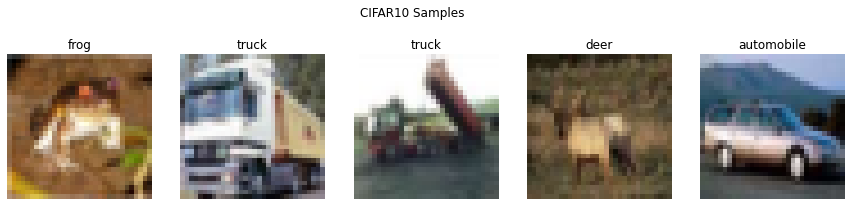 CIFAR10 Samples
frog
truck
truck
deer
automobile